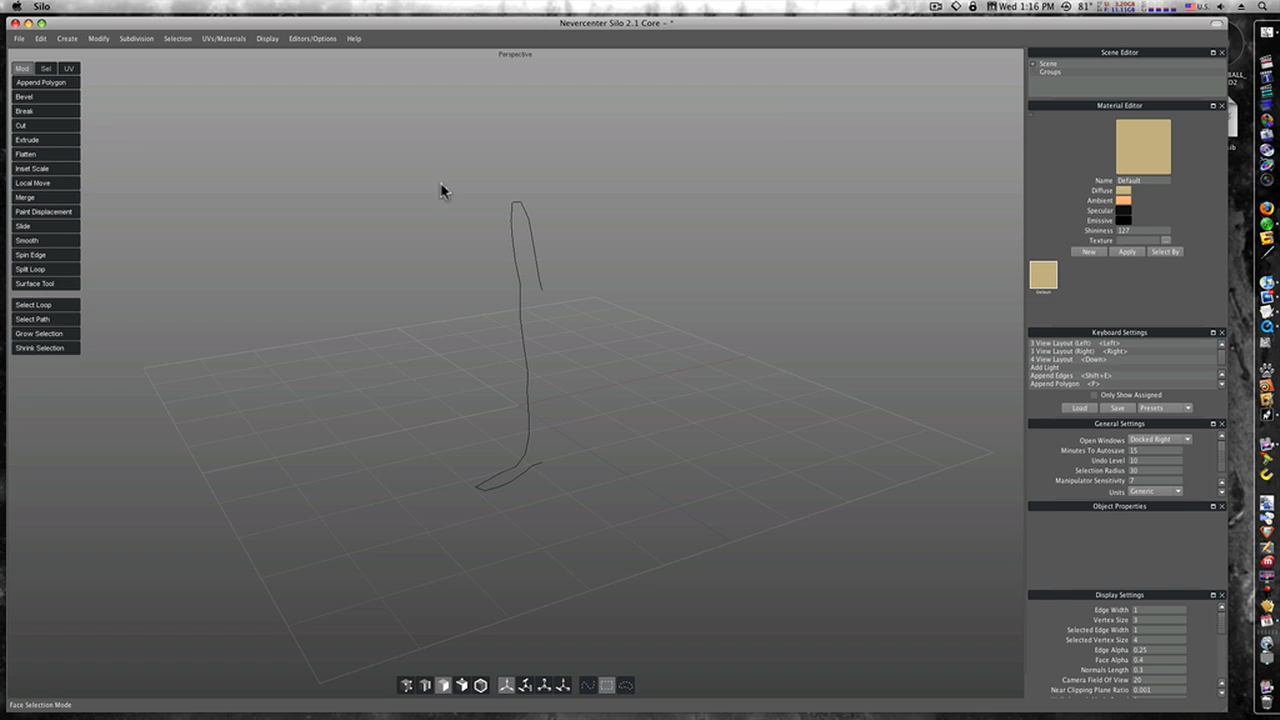 Silo
Wed 1:16 PM
81°
U.S.
Nevercenter Silo 2.1 Core - *
File Edit Create Modify Subdivision Selection UVs/Materials Display Editors/Options Help
Perspective
Mod Sel UV
Append Polygon
Bevel
Break
Cut
Extrude
Flatten
Inset Scale
Local Move
Merge
Paint Displacement
Slide
Smooth
Spin Edge
Split Loop
Surface Tool
Select Loop
Select Path
Grow Selection
Shrink Selection
Scene Editor
Scene
Groups
Material Editor
Name Default
Diffuse
Ambient
Specular
Emissive
Shininess 127
Texture ...
New Apply Select By
Default
Keyboard Settings
3 View Layout (Left) <Left>
3 View Layout (Right) <Right>
4 View Layout <Down>
Add Light
Append Edges <Shift+E>
Append Polygon <P>
Only Show Assigned
Load Save Presets
General Settings
Open Windows Docked Right
Minutes To Autosave 15
Undo Level 10
Selection Radius 30
Manipulator Sensitivity 7
Units Generic
Object Properties
Display Settings
Edge Width 1
Vertex Size 3
Selected Edge Width 1
Selected Vertex Size 4
Edge Alpha 0.25
Face Alpha 0.4
Normals Length 0.3
Camera Field Of View 20
Near Clipping Plane Ratio 0.001
Face Selection Mode